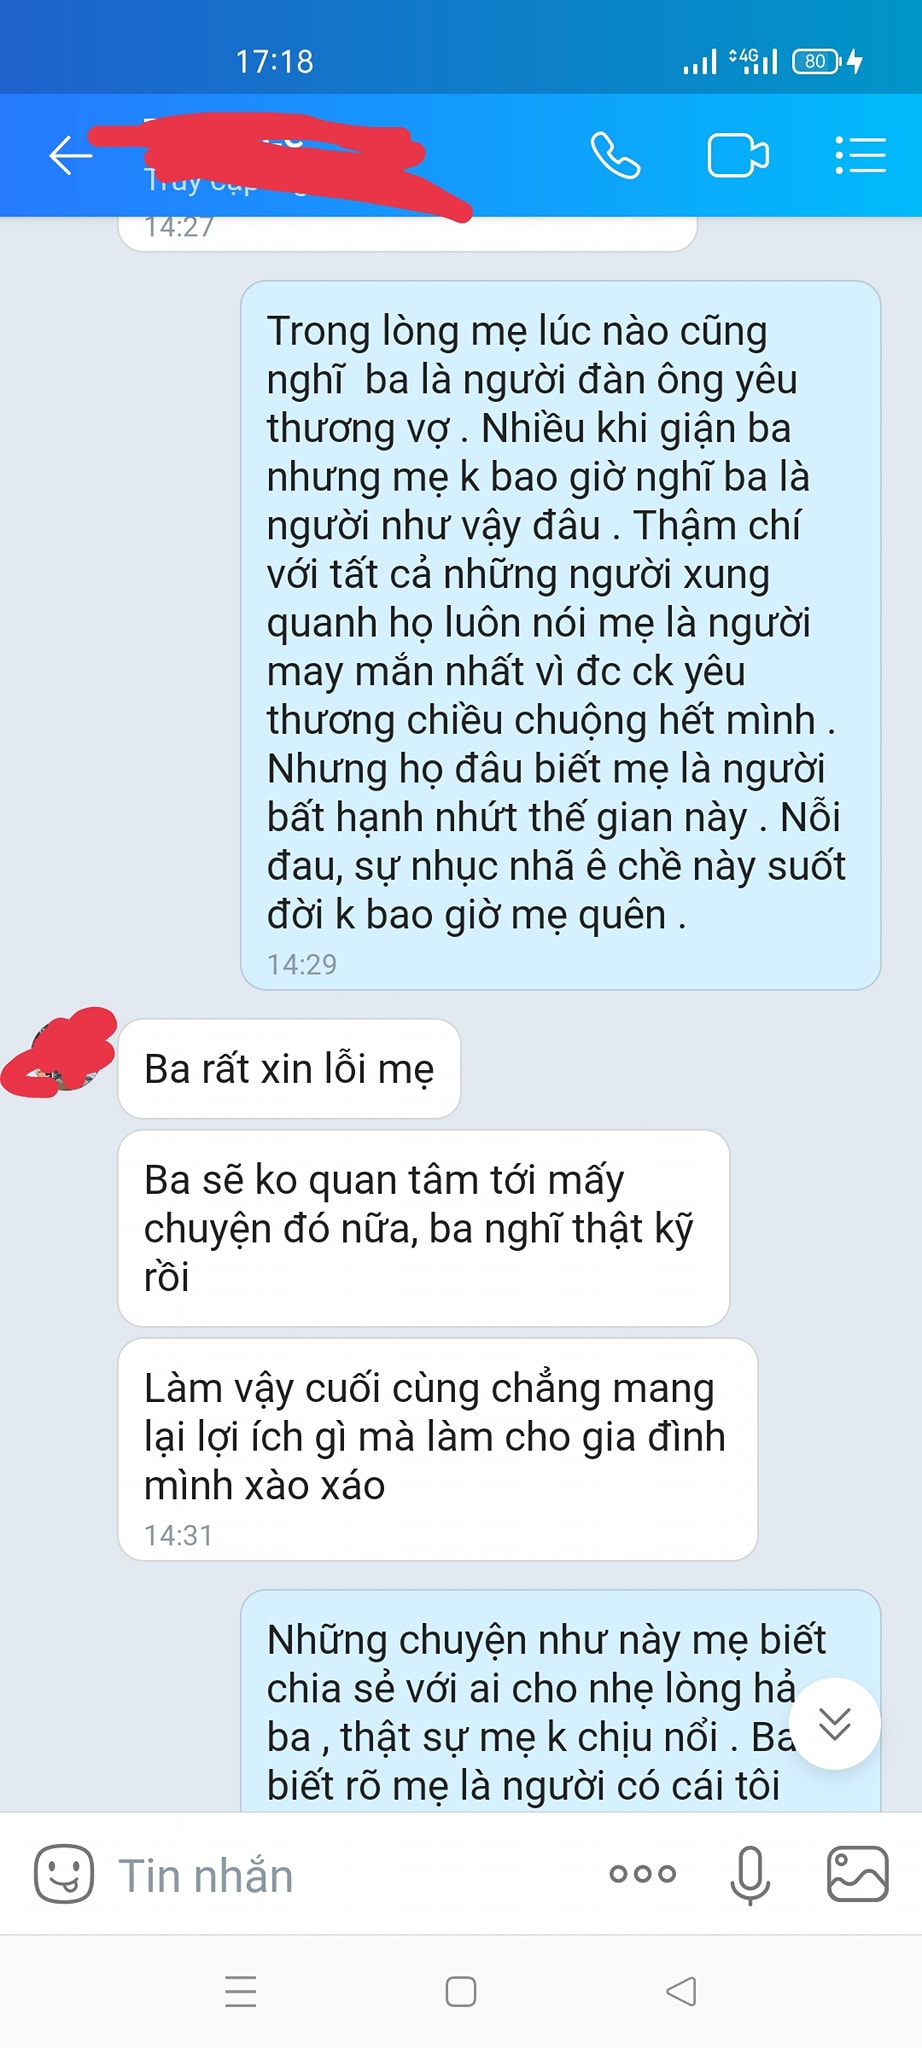 17:18
4G
80
14:27
Trong lòng mẹ lúc nào cũng
nghĩ ba là người đàn ông yêu
thương vợ . Nhiều khi giận ba
nhưng mẹ k bao giờ nghĩ ba là
người như vậy đâu . Thậm chí
với tất cả những người xung
quanh họ luôn nói mẹ là người
may mắn nhất vì đc ck yêu
thương chiều chuộng hết mình .
Nhưng họ đâu biết mẹ là người
bất hạnh nhứt thế gian này . Nỗi
đau, sự nhục nhã ê chề này suốt
đời k bao giờ mẹ quên .
14:29
Ba rất xin lỗi mẹ
Ba sẽ ko quan tâm tới mấy
chuyện đó nữa, ba nghĩ thật kỹ
rồi
Làm vậy cuối cùng chẳng mang
lại lợi ích gì mà làm cho gia đình
mình xào xáo
14:31
Những chuyện như này mẹ biết
chia sẻ với ai cho nhẹ lòng hả
ba , thật sự mẹ k chịu nổi . Ba
biết rõ mẹ là người có cái tôi
Tin nhắn